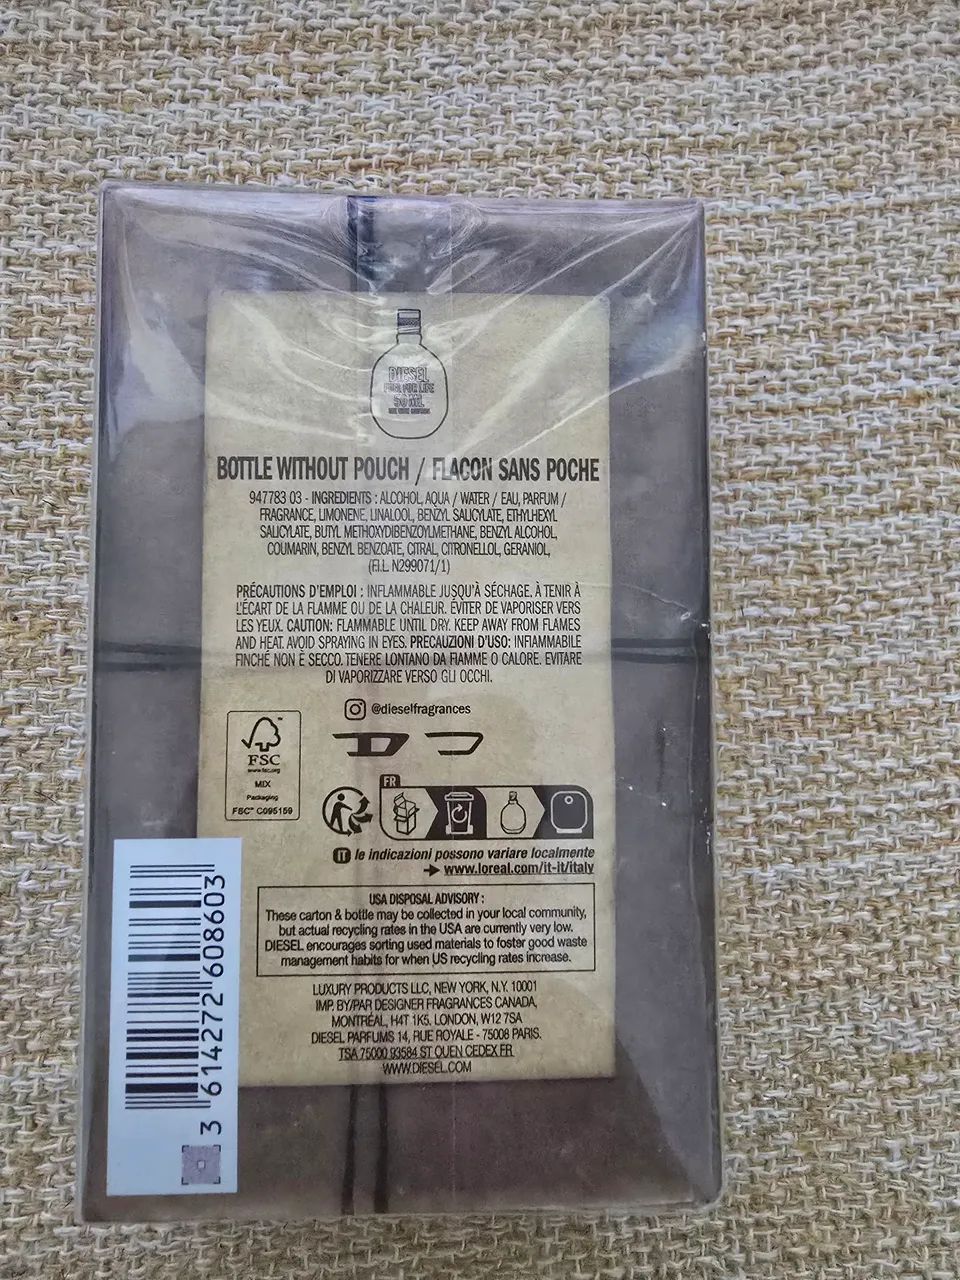 DIESEL
FUEL FOR LIFE
50 ML
BOTTLE WITHOUT POUCH / FLACON SANS POCHE
947783 03 - INGREDIENTS : ALCOHOL, AQUA / WATER / EAU, PARFUM /
FRAGRANCE, LIMONENE, LINALOOL, BENZYL SALICYLATE, ETHYLHEXYL
SALICYLATE, BUTYL METHOXYDIBENZOYLMETHANE, BENZYL ALCOHOL,
COUMARIN, BENZYL BENZOATE, CITRAL, CITRONELLOL, GERANIOL,
(F.I.L. N299071/1)
PRÉCAUTIONS D'EMPLOI : INFLAMMABLE JUSQU'À SÉCHAGE. À TENIR À
L'ÉCART DE LA FLAMME OU DE LA CHALEUR. ÉVITER DE VAPORISER VERS
LES YEUX. CAUTION: FLAMMABLE UNTIL DRY. KEEP AWAY FROM FLAMES
AND HEAT. AVOID SPRAYING IN EYES. PRECAUZIONI D'USO: INFIAMMABILE
FINCHÉ NON È SECCO. TENERE LONTANO DA FIAMME O CALORE. EVITARE
DI VAPORIZZARE VERSO GLI OCCHI.
@dieselfragrances
FSC
www.fsc.org
MIX
Packaging
FSC™ C095159
FR
IT le indicazioni possono variare localmente
www.loreal.com/it-it/italy
USA DISPOSAL ADVISORY :
These carton & bottle may be collected in your local community,
but actual recycling rates in the USA are currently very low.
DIESEL encourages sorting used materials to foster good waste
management habits for when US recycling rates increase.
LUXURY PRODUCTS LLC, NEW YORK, N.Y. 10001
IMP. BY/PAR DESIGNER FRAGRANCES CANADA,
MONTRÉAL, H4T 1K5. LONDON, W12 7SA
DIESEL PARFUMS 14, RUE ROYALE - 75008 PARIS.
TSA 75000 93584 ST OUEN CEDEX FR
WWW.DIESEL.COM
3 614272 608603